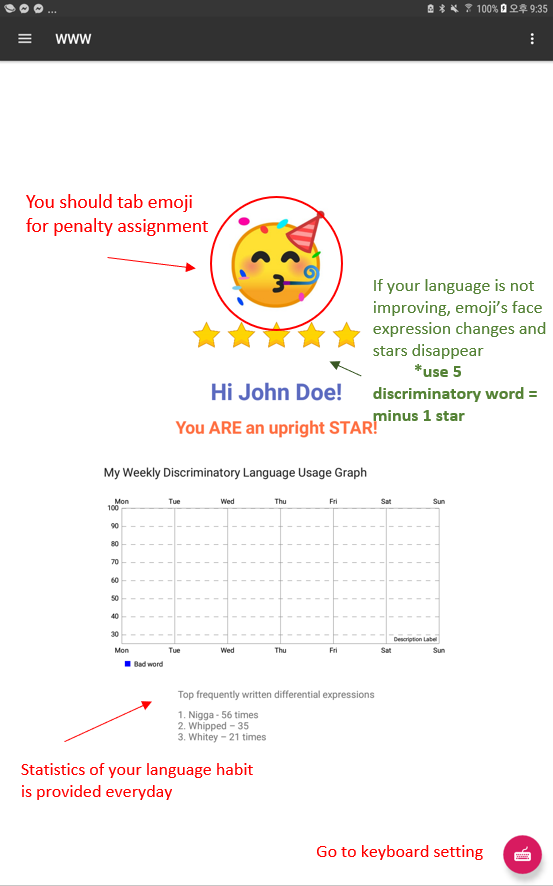 ... 100% 오후 9:35
WWW
You should tab emoji
for penalty assignment
If your language is not
improving, emoji's face
expression changes and
stars disappear
*use 5
discriminatory word =
minus 1 star
Hi John Doe!
You ARE an upright STAR!
My Weekly Discriminatory Language Usage Graph
Mon Tue Wed Thu Fri Sat Sun
100
90
80
70
60
50
40
30
Description Label
Mon Tue Wed Thu Fri Sat Sun
Bad word
Top frequently written differential expressions
1. Nigga - 56 times
2. Whipped – 35
3. Whitey – 21 times
Statistics of your language habit
is provided everyday
Go to keyboard setting